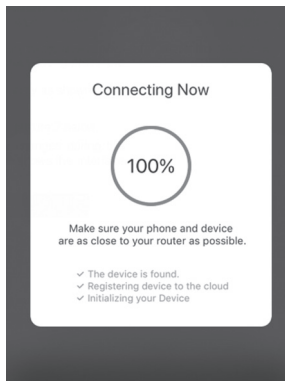 Connecting Now
100%
Make sure your phone and device
are as close to your router as possible.
✓ The device is found.
✓ Registering device to the cloud
✓ Initializing your Device